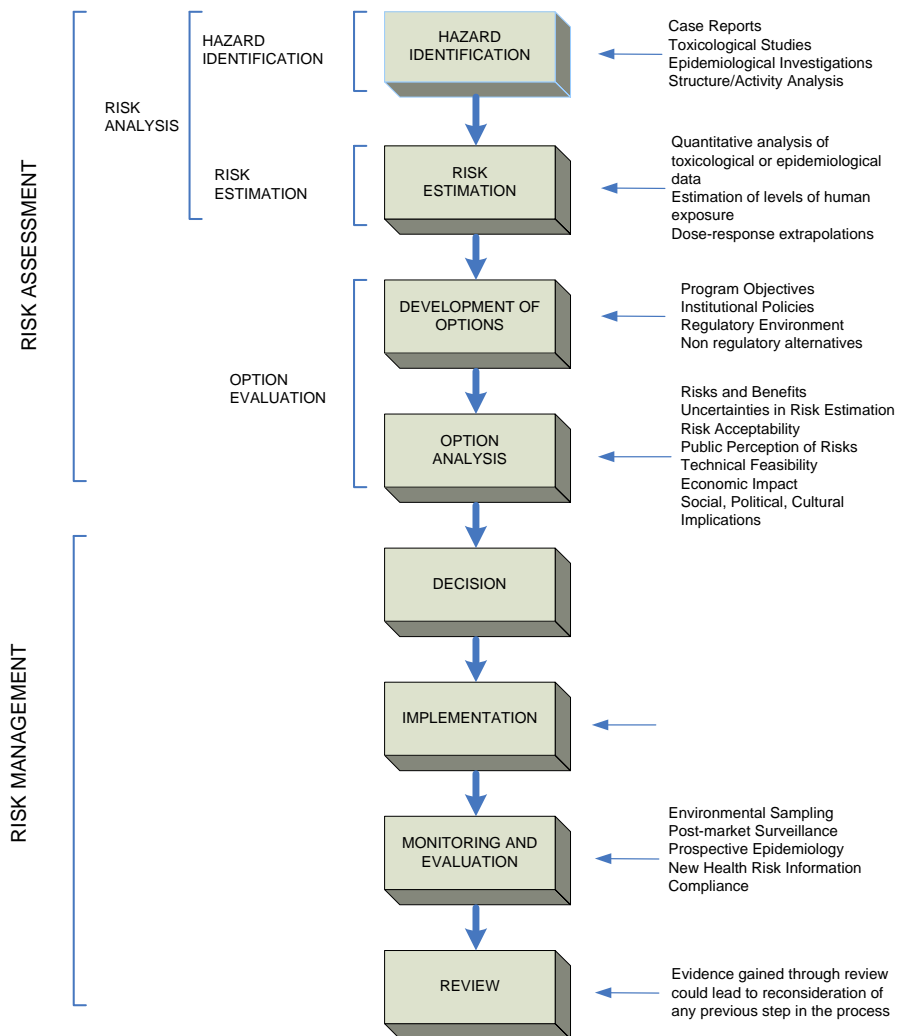 HAZARD
IDENTIFICATION
HAZARD
IDENTIFICATION
Case Reports
Toxicological Studies
Epidemiological Investigations
Structure/Activity Analysis
RISK
ANALYSIS
RISK ASSESSMENT
RISK
ESTIMATION
RISK
ESTIMATION
Quantitative analysis of
toxicological or epidemiological
data
Estimation of levels of human
exposure
Dose-response extrapolations
DEVELOPMENT OF
OPTIONS
Program Objectives
Institutional Policies
Regulatory Environment
Non regulatory alternatives
OPTION
EVALUATION
OPTION
ANALYSIS
Risks and Benefits
Uncertainties in Risk Estimation
Risk Acceptability
Public Perception of Risks
Technical Feasibility
Economic Impact
Social, Political, Cultural
Implications
RISK MANAGEMENT
DECISION
IMPLEMENTATION
MONITORING AND
EVALUATION
Environmental Sampling
Post-market Surveillance
Prospective Epidemiology
New Health Risk Information
Compliance
REVIEW
Evidence gained through review
could lead to reconsideration of
any previous step in the process